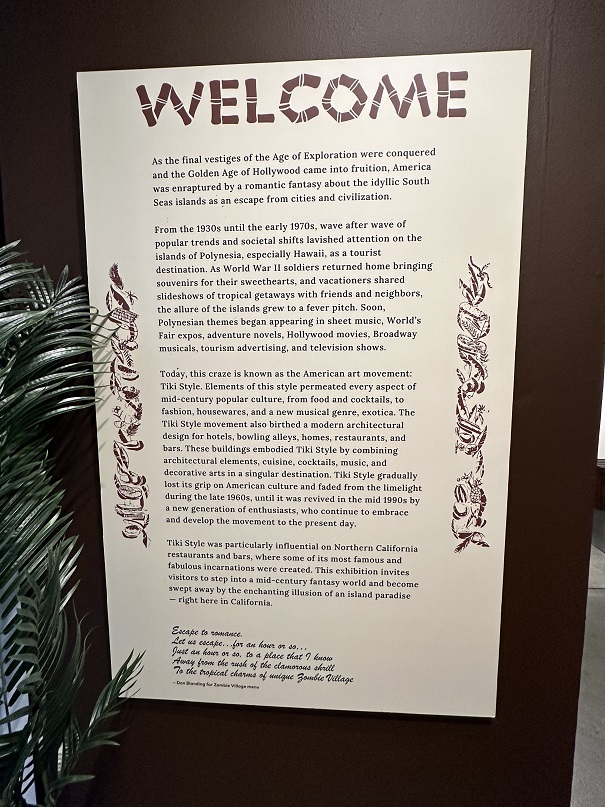 WELCOME
As the final vestiges of the Age of Exploration were conquered
and the Golden Age of Hollywood came into fruition, America
was enraptured by a romantic fantasy about the idyllic South
Seas islands as an escape from cities and civilization.
From the 1930s until the early 1970s, wave after wave of
popular trends and societal shifts lavished attention on the
islands of Polynesia, especially Hawaii, as a tourist
destination. As World War II soldiers returned home bringing
souvenirs for their sweethearts, and vacationers shared
slideshows of tropical getaways with friends and neighbors,
the allure of the islands grew to a fever pitch. Soon,
Polynesian themes began appearing in sheet music, World's
Fair expos, adventure novels, Hollywood movies, Broadway
musicals, tourism advertising, and television shows.
Today, this craze is known as the American art movement:
Tiki Style. Elements of this style permeated every aspect of
mid-century popular culture, from food and cocktails, to
fashion, housewares, and a new musical genre, exotica. The
Tiki Style movement also birthed a modern architectural
design for hotels, bowling alleys, homes, restaurants, and
bars. These buildings embodied Tiki Style by combining
architectural elements, cuisine, cocktails, music, and
decorative arts in a singular destination. Tiki Style gradually
lost its grip on American culture and faded from the limelight
during the late 1960s, until it was revived in the mid 1990s by
a new generation of enthusiasts, who continue to embrace
and develop the movement to the present day.
Tiki Style was particularly influential on Northern California
restaurants and bars, where some of its most famous and
fabulous incarnations were created. This exhibition invites
visitors to step into a mid-century fantasy world and become
swept away by the enchanting illusion of an island paradise
— right here in California.
Escape to romance.
Let us escape...for an hour or so...
Just an hour or so, to a place that I know
Away from the rush of the clamorous shrill
To the tropical charms of unique Zombie Village
- Don Blanding for Zombie Village menu